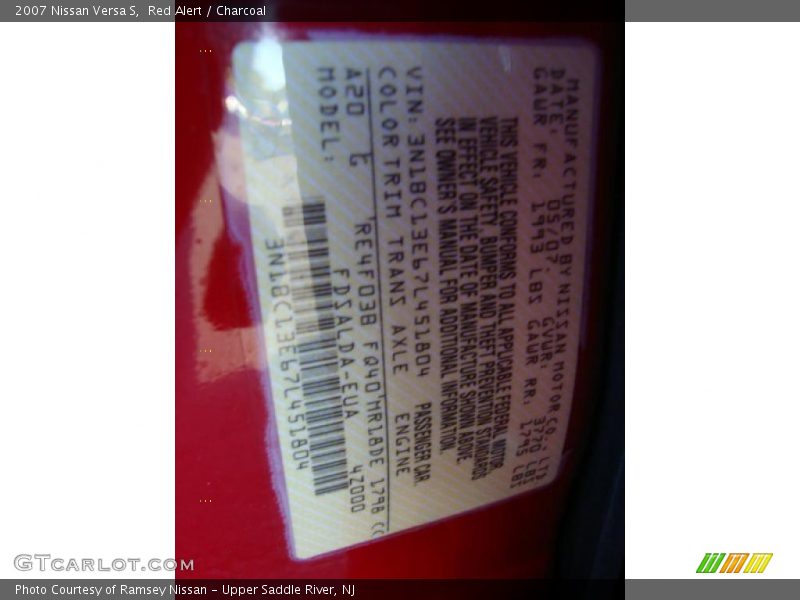 2007 Nissan Versa S,  Red Alert / Charcoal
MANUFACTURED BY NISSAN MOTOR CO., LTD
DATE: 05/07. GVWR: 3770 LBS
GAWR FR: 1993 LBS GAWR RR: 1795 LBS
THIS VEHICLE CONFORMS TO ALL APPLICABLE FEDERAL MOTOR
VEHICLE SAFETY, BUMPER AND THEFT PREVENTION STANDARDS
IN EFFECT ON THE DATE OF MANUFACTURE SHOWN ABOVE.
SEE OWNER'S MANUAL FOR ADDITIONAL INFORMATION.
VIN: 3N1BC13E67L451804 PASSENGER CAR
COLOR TRIM TRANS AXLE ENGINE
A20 G RE4F03B FQ40 MR18DE 1798 CC
MODEL: FDSALDA-EUA 4Z000
3N1BC13E67L451804
GTCARLOT.COM
Photo Courtesy of Ramsey Nissan - Upper Saddle River, NJ